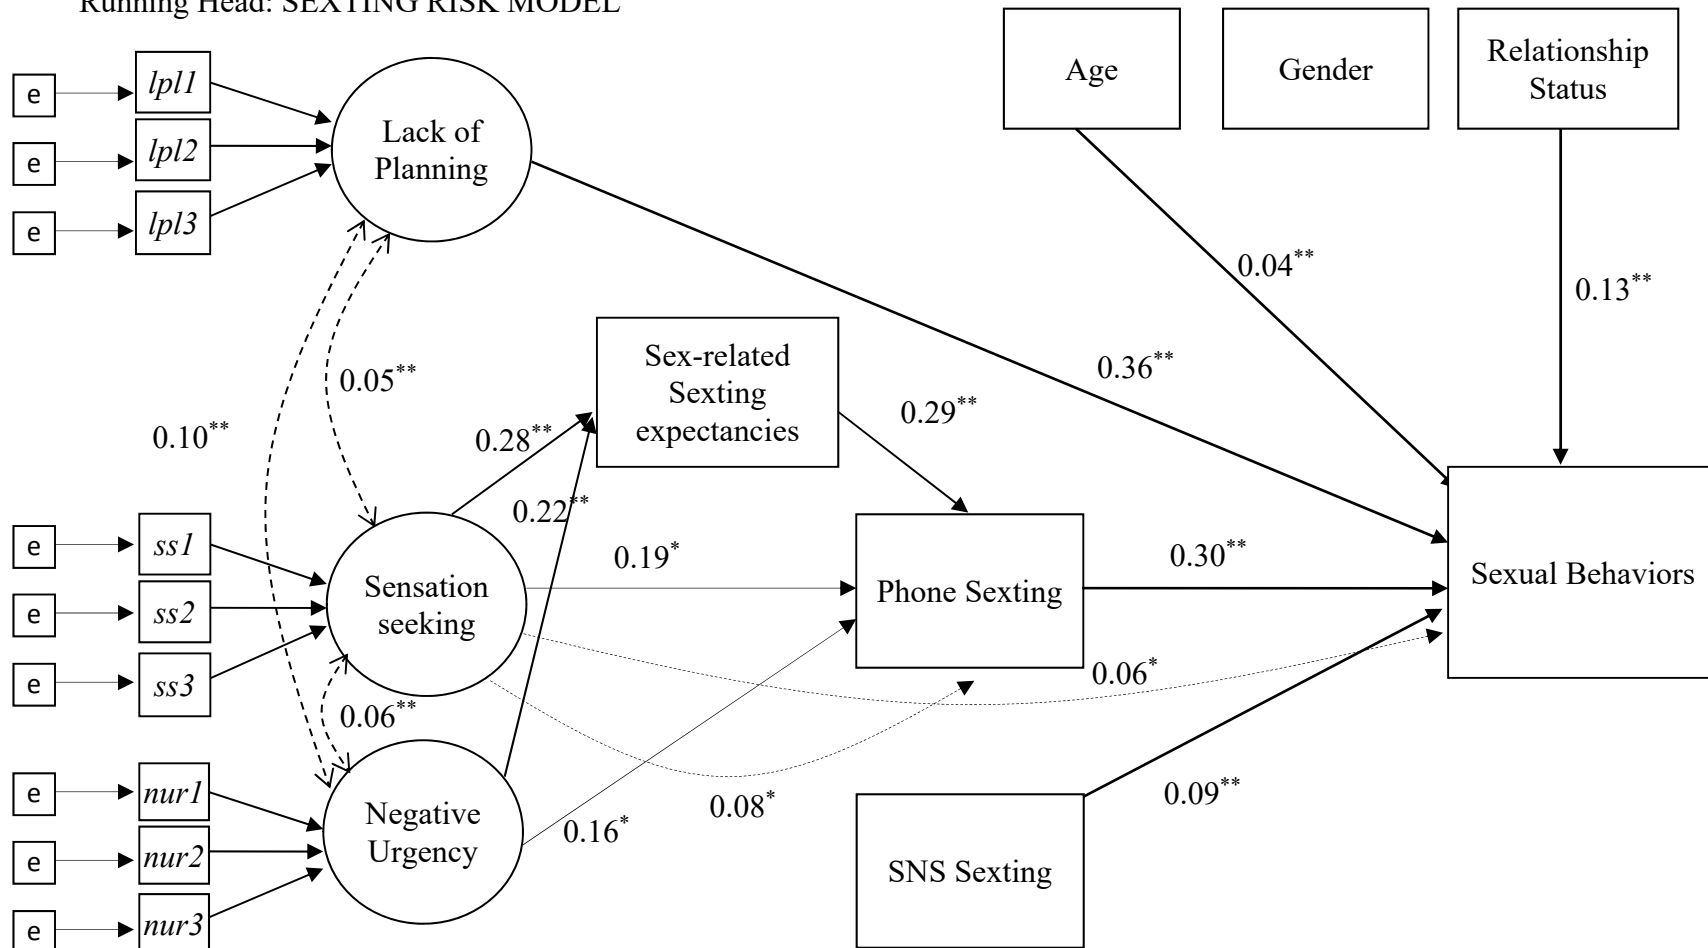 Running Head: SEXTING RISK MODEL
Age
Gender
Relationship
Status
e
lpl1
e
lpl2
e
lpl3
Lack of
Planning
0.04**
0.13**
0.36**
0.05**
0.10**
Sex-related
Sexting
expectancies
0.28**
0.29**
0.22**
e
ss1
e
ss2
e
ss3
Sensation
seeking
0.19*
Phone Sexting
0.30**
Sexual Behaviors
0.06*
0.06**
0.08*
0.09**
e
nur1
e
nur2
e
nur3
Negative
Urgency
0.16*
SNS Sexting